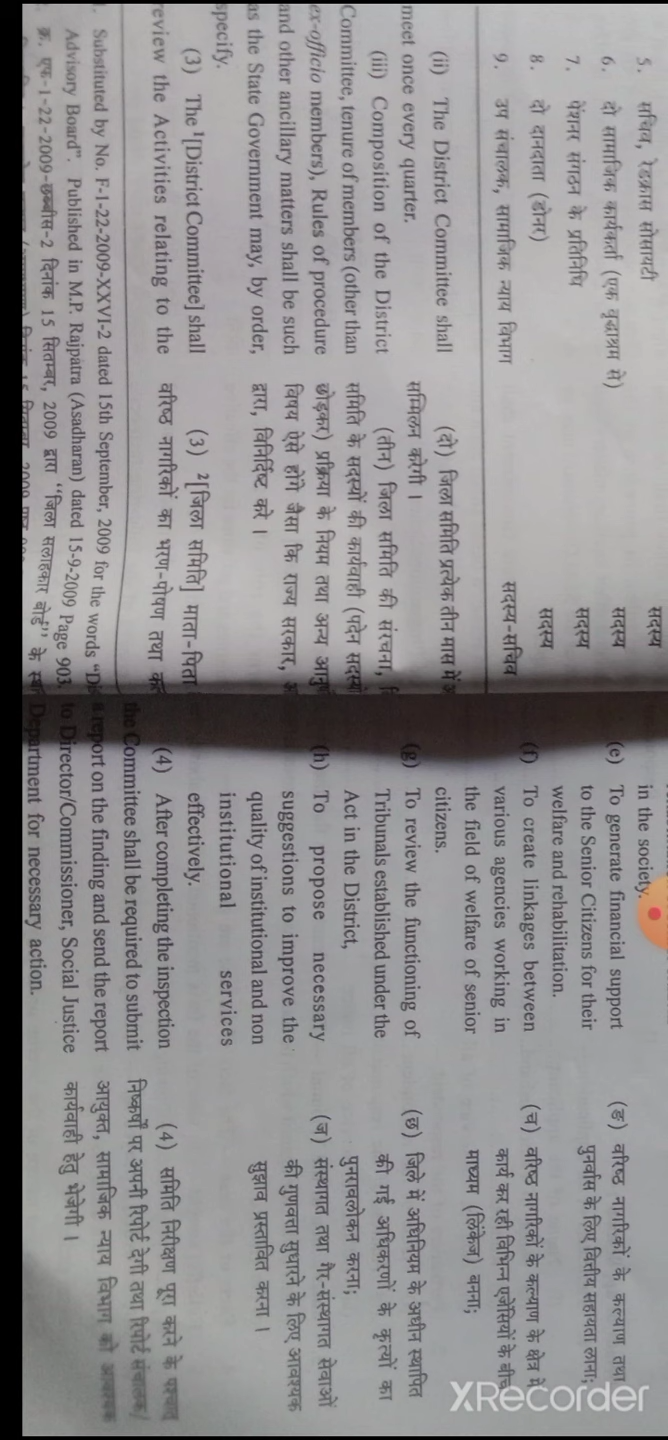 5. सचिव, रेडक्रास सोसायटी सदस्य
6. दो सामाजिक कार्यकर्ता (एक वृद्धाश्रम से) सदस्य
7. पेंशनर संगठन के प्रतिनिधि सदस्य
8. दो दानदाता (डोनर) सदस्य
9. उप संचालक, सामाजिक न्याय विभाग सदस्य-सचिव
(ii) The District Committee shall
meet once every quarter.
(iii) Composition of the District
Committee, tenure of members (other than
ex-officio members), Rules of procedure
and other ancillary matters shall be such
as the State Government may, by order,
specify.
(3) The ¹[District Committee] shall
review the Activities relating to the
(दो) जिला समिति प्रत्येक तीन मास में
सम्मिलन करेगी ।
(तीन) जिला समिति की संरचना,
समिति के सदस्यों की कार्यवाही (पदेन सदस्यों
छोड़कर) प्रक्रिया के नियम तथा अन्य
विषय ऐसे होंगे जैसा कि राज्य सरकार,
द्वारा, विनिर्दिष्ट करे ।
(3) ²[जिला समिति] माता-पिता
वरिष्ठ नागरिकों का भरण-पोषण तथा
1. Substituted by No. F-1-22-2009-XXVI-2 dated 15th September, 2009 for the words
Advisory Board". Published in M.P. Rajpatra (Asadharan) dated 15-9-2009 Page 903.
क्र. एफ-1-22-2009-छब्बीस-2 दिनांक 15 सितम्बर, 2009 द्वारा "जिला सलाहकार बोर्ड" के
in the society.
(e) To generate financial support
to the Senior Citizens for their
welfare and rehabilitation.
(f) To create linkages between
various agencies working in
the field of welfare of senior
citizens.
(g) To review the functioning of
Tribunals established under the
Act in the District,
(h) To propose necessary
suggestions to improve the
quality of institutional and non
institutional services
effectively.
(4) After completing the inspection
the Committee shall be required to submit
a report on the finding and send the report
to Director/Commissioner, Social Justice
Department for necessary action.
(ङ) वरिष्ठ नागरिकों के कल्याण तथा
पुनर्वास के लिए वित्तीय सहायता लाना;
(च) वरिष्ठ नागरिकों के कल्याण के क्षेत्र में
कार्य कर रही विभिन्न एजेंसियों के बीच
माध्यम (लिंकेज) बनना;
(छ) जिले में अधिनियम के अधीन स्थापित
की गई अधिकरणों के कृत्यों का
पुनरावलोकन करना;
(ज) संस्थागत तथा गैर-संस्थागत सेवाओं
की गुणवत्ता सुधारने के लिए आवश्यक
सुझाव प्रस्तावित करना ।
(4) समिति निरीक्षण पूरा करने के पश्चात्
निष्कर्षों पर अपनी रिपोर्ट देगी तथा रिपोर्ट संचालक/
आयुक्त, सामाजिक न्याय विभाग को आवश्यक
कार्यवाही हेतु भेजेगी ।
XRecorder